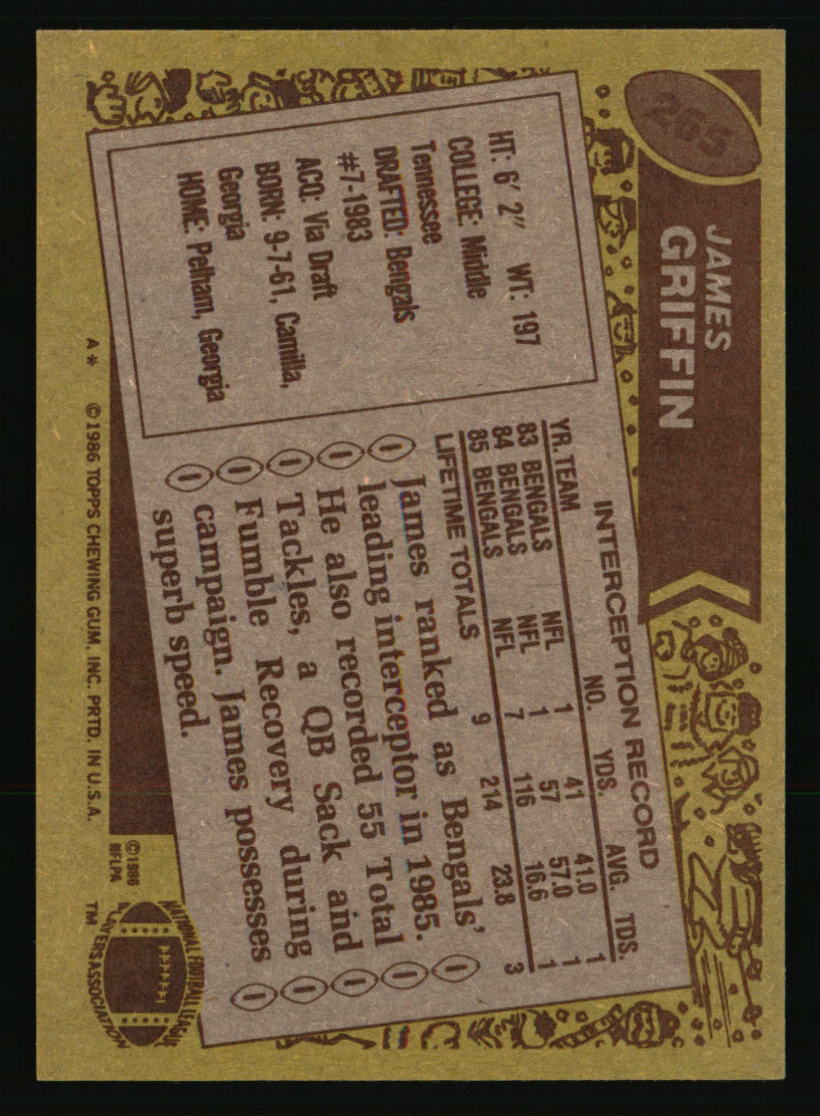 265
JAMES
GRIFFIN
HT: 6' 2" WT: 197
COLLEGE: Middle
Tennessee
DRAFTED: Bengals
#7-1983
ACQ: Via Draft
BORN: 9-7-61, Camilla,
Georgia
HOME: Pelham, Georgia
INTERCEPTION RECORD
YR. TEAM NO. YDS. AVG. TDS.
83 BENGALS NFL 1 41 41.0 1
84 BENGALS NFL 1 57 57.0 1
85 BENGALS NFL 7 116 16.6 1
LIFETIME TOTALS 9 214 23.8 3
James ranked as Bengals'
leading interceptor in 1985.
He also recorded 55 Total
Tackles, a QB Sack and
Fumble Recovery during
campaign. James possesses
superb speed.
A* ©1986 TOPPS CHEWING GUM, INC. PRTD. IN U.S.A.
©1986
NFLPA
NATIONAL FOOTBALL LEAGUE
PLAYERS ASSOCIATION
TM